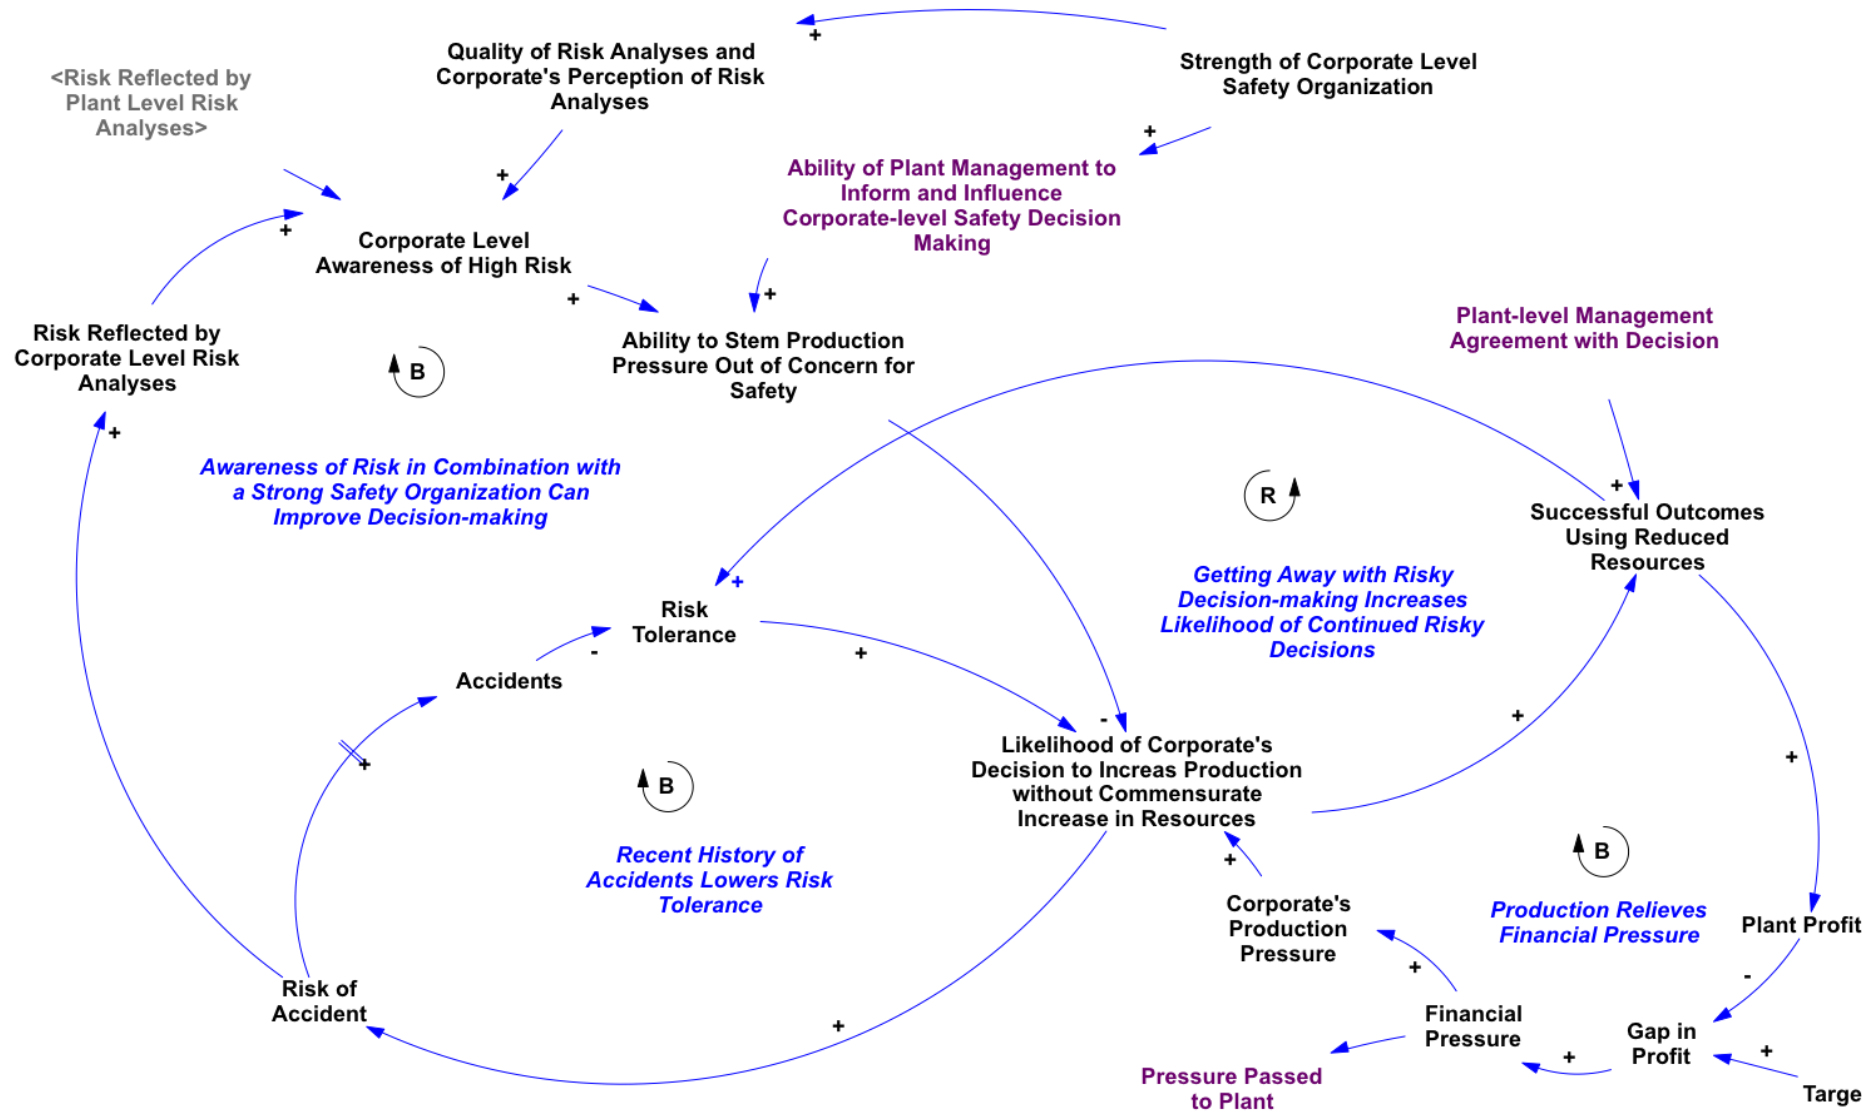 Quality of Risk Analyses and
Corporate's Perception of Risk
Analyses
Strength of Corporate Level
Safety Organization
<Risk Reflected by
Plant Level Risk
Analyses>
Ability of Plant Management to
Inform and Influence
Corporate-level Safety Decision
Making
Corporate Level
Awareness of High Risk
Risk Reflected by
Corporate Level Risk
Analyses
B
Ability to Stem Production
Pressure Out of Concern for
Safety
Plant-level Management
Agreement with Decision
Awareness of Risk in Combination with
a Strong Safety Organization Can
Improve Decision-making
R
Successful Outcomes
Using Reduced
Resources
Getting Away with Risky
Decision-making Increases
Likelihood of Continued Risky
Decisions
Risk
Tolerance
Accidents
Likelihood of Corporate's
Decision to Increas Production
without Commensurate
Increase in Resources
B
Recent History of
Accidents Lowers Risk
Tolerance
B
Production Relieves
Financial Pressure
Corporate's
Production
Pressure
Plant Profit
Risk of
Accident
Financial
Pressure
Gap in
Profit
Pressure Passed
to Plant
Targe